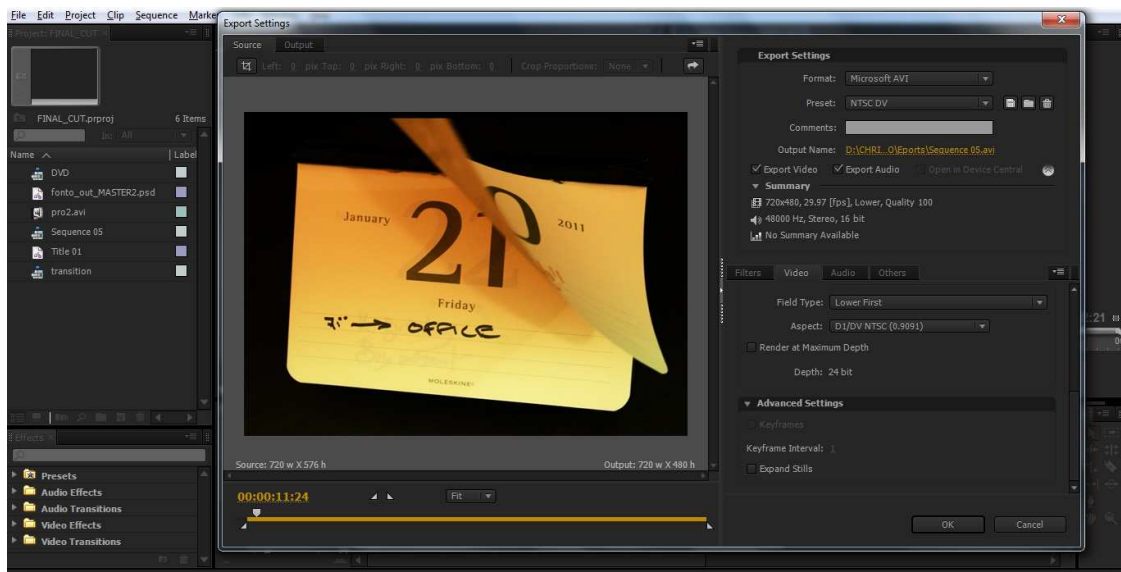 File Edit Project Clip Sequence Marke
Export Settings
Project: FINAL_CUT
FINAL_CUT.prproj 6 Items
In: All
Name Label
DVD
fonto_out_MASTER2.psd
pro2.avi
Sequence 05
Title 01
transition
Effects
Presets
Audio Effects
Audio Transitions
Video Effects
Video Transitions
Source Output
Left: 0 pix Top: 0 pix Right: 0 pix Bottom: 0 Crop Proportions: None
January 2011
Friday
→ OFFICE
MOLESKINE
Source: 720 w X 576 h Output: 720 w X 480 h
00:00:11:24 Fit
Export Settings
Format: Microsoft AVI
Preset: NTSC DV
Comments:
Output Name: D:\CHRI...O\Eports\Sequence 05.avi
Export Video Export Audio Open in Device Central
Summary
720x480, 29.97 [fps], Lower, Quality 100
48000 Hz, Stereo, 16 bit
No Summary Available
Filters Video Audio Others
Field Type: Lower First
Aspect: D1/DV NTSC (0.9091)
Render at Maximum Depth
Depth: 24 bit
Advanced Settings
Keyframes
Keyframe Interval: 1
Expand Stills
OK Cancel